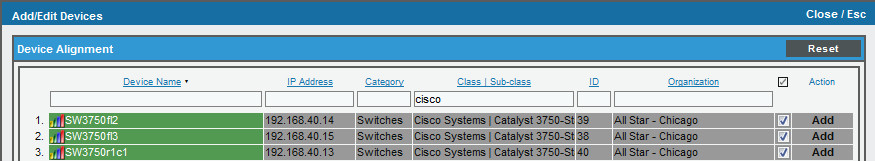 Add/Edit Devices Close / Esc
Device Alignment Reset
Device Name IP Address Category Class | Sub-class ID Organization Action
cisco
1. SW3750fl2 192.168.40.14 Switches Cisco Systems | Catalyst 3750-St 39 All Star - Chicago Add
2. SW3750fl3 192.168.40.15 Switches Cisco Systems | Catalyst 3750-St 38 All Star - Chicago Add
3. SW3750r1c1 192.168.40.13 Switches Cisco Systems | Catalyst 3750-St 40 All Star - Chicago Add